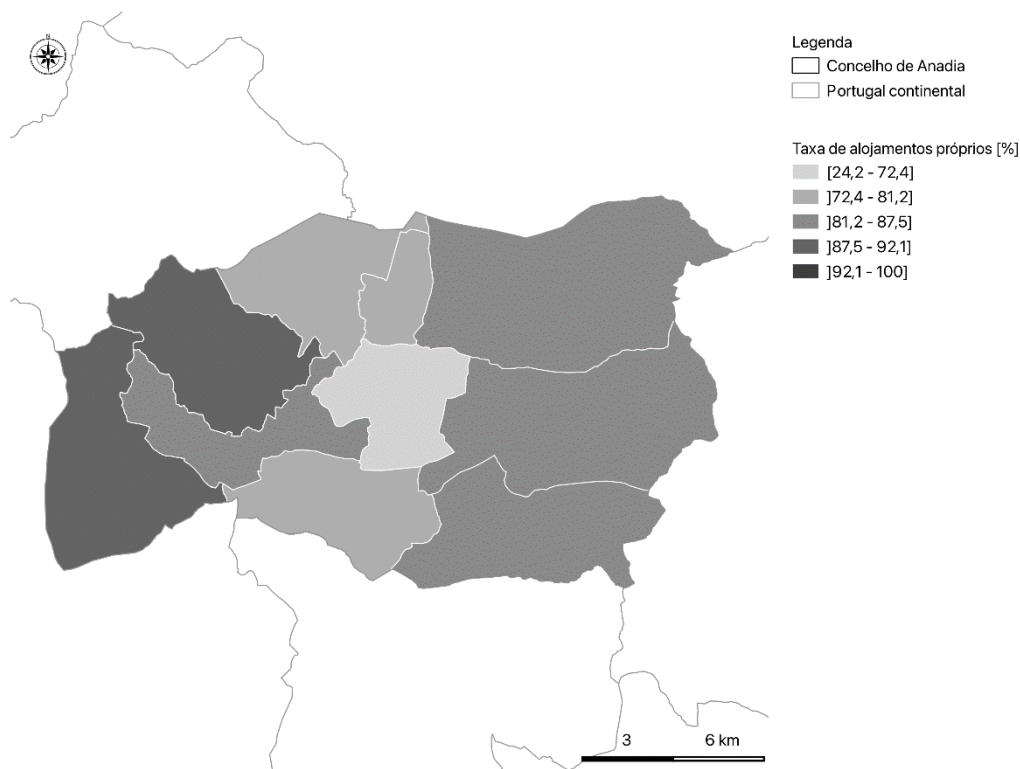 N
Legenda
Concelho de Anadia
Portugal continental
Taxa de alojamentos próprios [%]
[24,2 - 72,4]
]72,4 - 81,2]
]81,2 - 87,5]
]87,5 - 92,1]
]92,1 - 100]
3 6 km